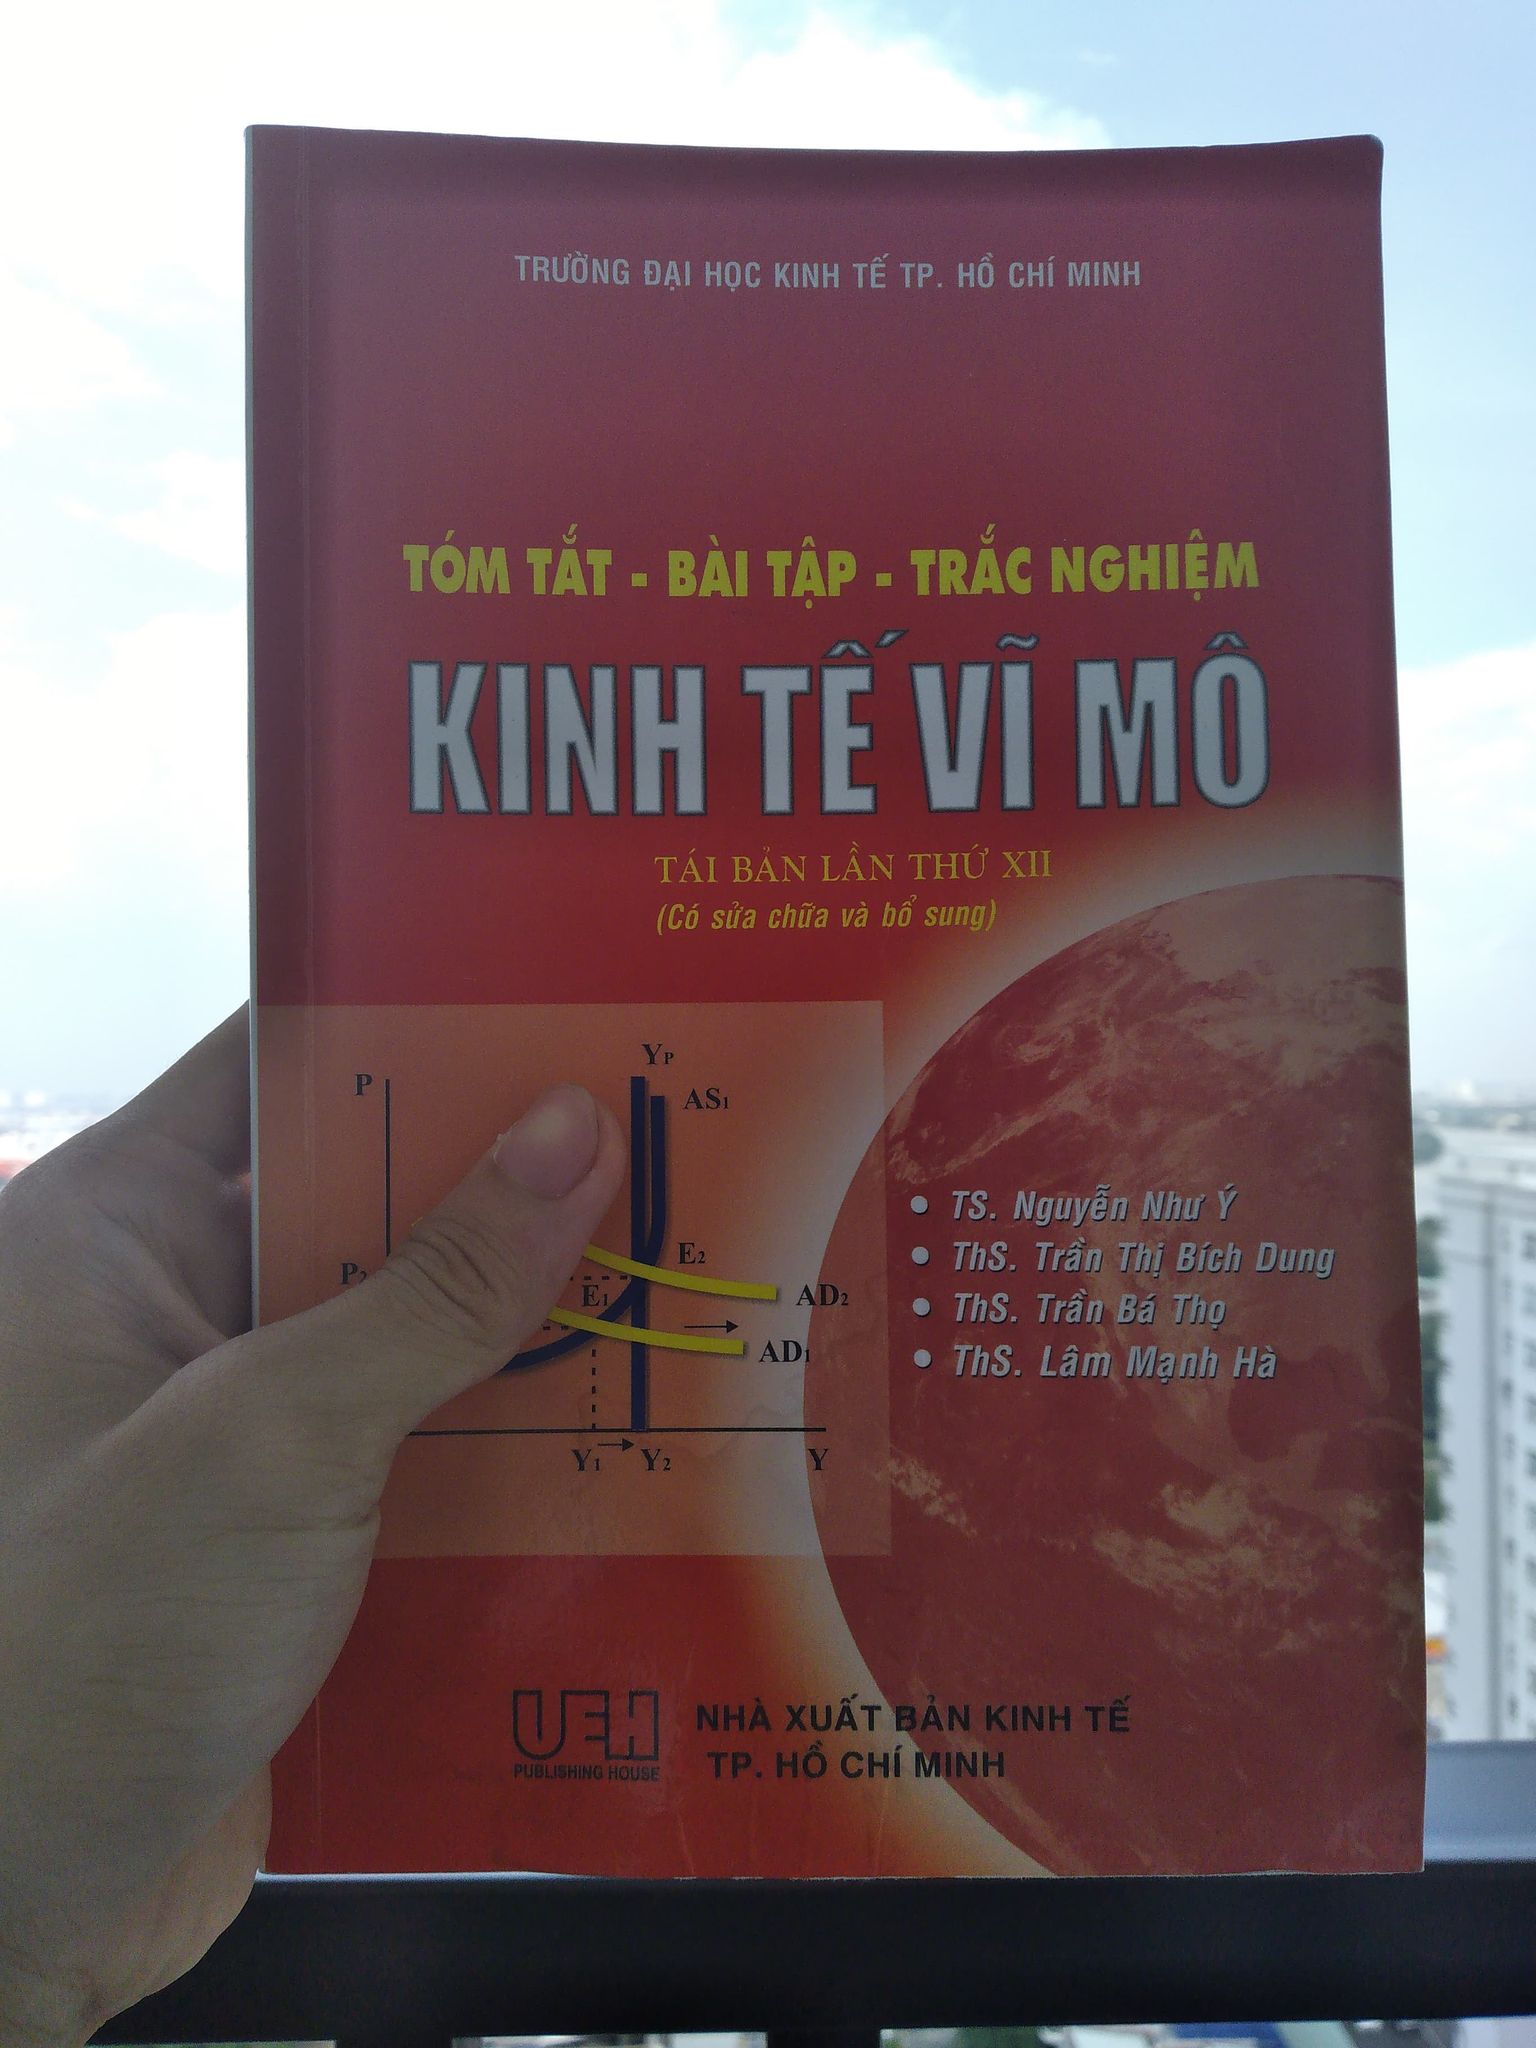 TRƯỜNG ĐẠI HỌC KINH TẾ TP. HỒ CHÍ MINH
TÓM TẮT - BÀI TẬP - TRẮC NGHIỆM
KINH TẾ VĨ MÔ
TÁI BẢN LẦN THỨ XII
(Có sửa chữa và bổ sung)
YP
P
AS1
• TS. Nguyễn Như Ý
• ThS. Trần Thị Bích Dung
• ThS. Trần Bá Thọ
• ThS. Lâm Mạnh Hà
E2
P2
E1
AD2
AD1
Y1 → Y2 Y
UEH
PUBLISHING HOUSE
NHÀ XUẤT BẢN KINH TẾ
TP. HỒ CHÍ MINH